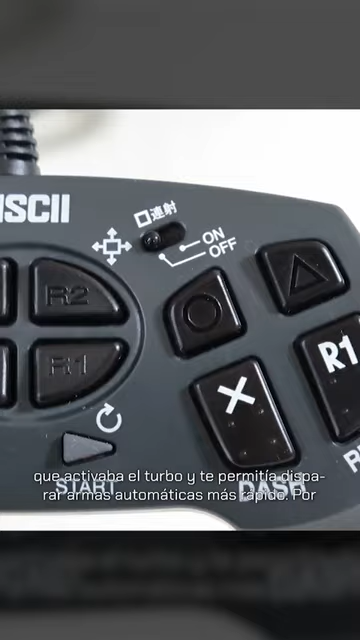 ASCII
連射
ON
OFF
R2
R1
R1
START
DASH
que activaba el turbo y te permitía dispa-
rar armas automáticas más rápido. Por